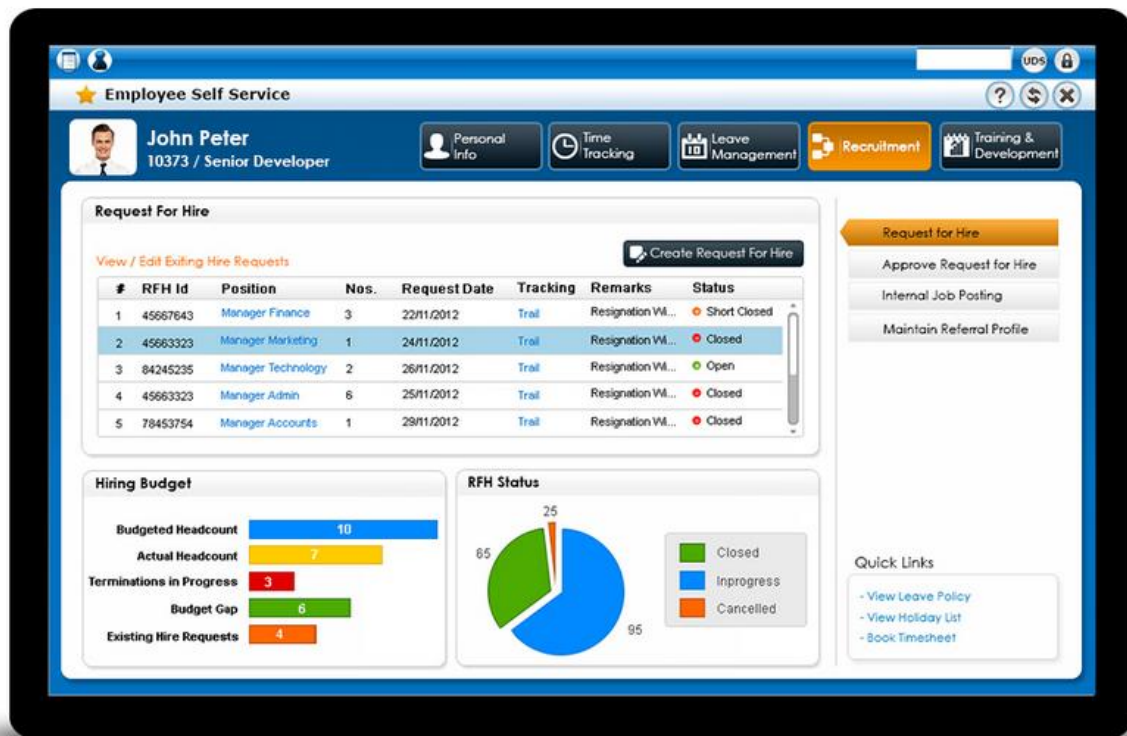 UDS
Employee Self Service
John Peter
10373 / Senior Developer
Personal Info
Time Tracking
Leave Management
Recruitment
Training & Development
Request For Hire
View / Edit Exiting Hire Requests
Create Request For Hire
# RFH Id Position Nos. Request Date Tracking Remarks Status
1 45667643 Manager Finance 3 22/11/2012 Trail Resignation Wi... Short Closed
2 45663323 Manager Marketing 1 24/11/2012 Trail Resignation Wi... Closed
3 84245235 Manager Technology 2 26/11/2012 Trail Resignation Wi... Open
4 45663323 Manager Admin 6 25/11/2012 Trail Resignation Wi... Closed
5 78453754 Manager Accounts 1 29/11/2012 Trail Resignation Wi... Closed
Request for Hire
Approve Request for Hire
Internal Job Posting
Maintain Referral Profile
Hiring Budget
Budgeted Headcount 10
Actual Headcount 7
Terminations in Progress 3
Budget Gap 6
Existing Hire Requests 4
RFH Status
25
65
95
Closed
Inprogress
Cancelled
Quick Links
- View Leave Policy
- View Holiday List
- Book Timesheet